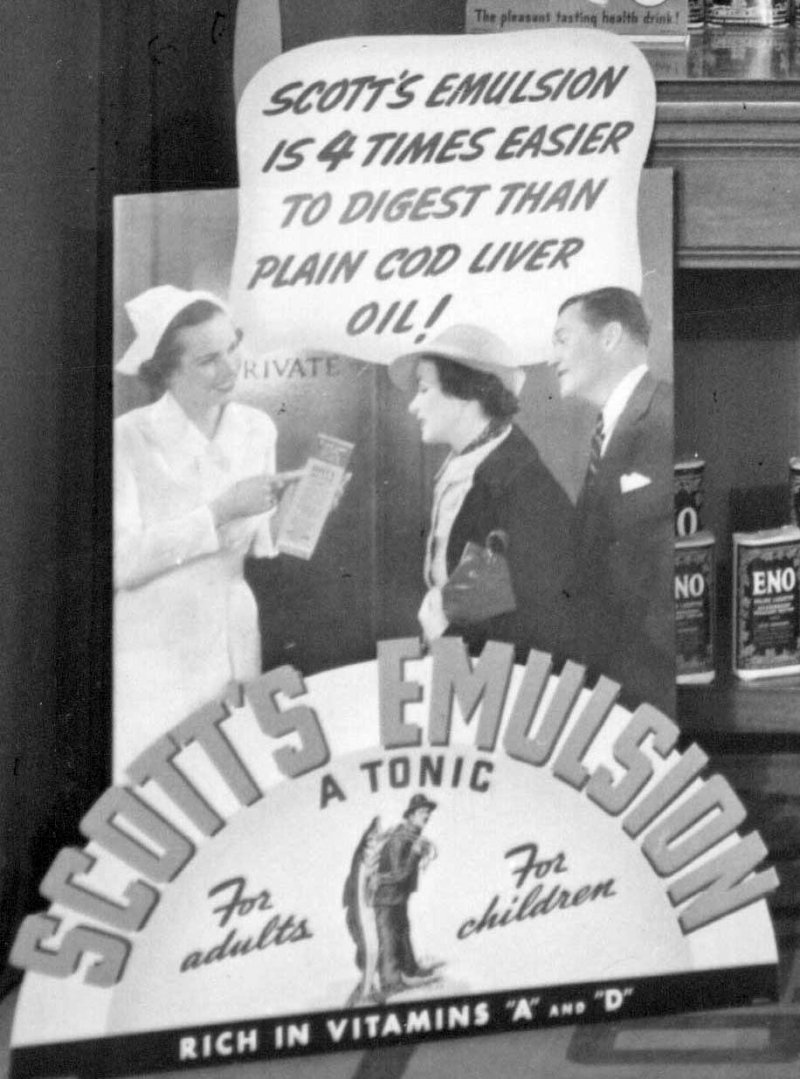 The pleasant tasting health drink!
SCOTT'S EMULSION
IS 4 TIMES EASIER
TO DIGEST THAN
PLAIN COD LIVER
OIL!
PRIVATE
SCOTT'S EMULSION
A TONIC
For adults
For children
RICH IN VITAMINS "A" AND "D"
O
NO
ENO